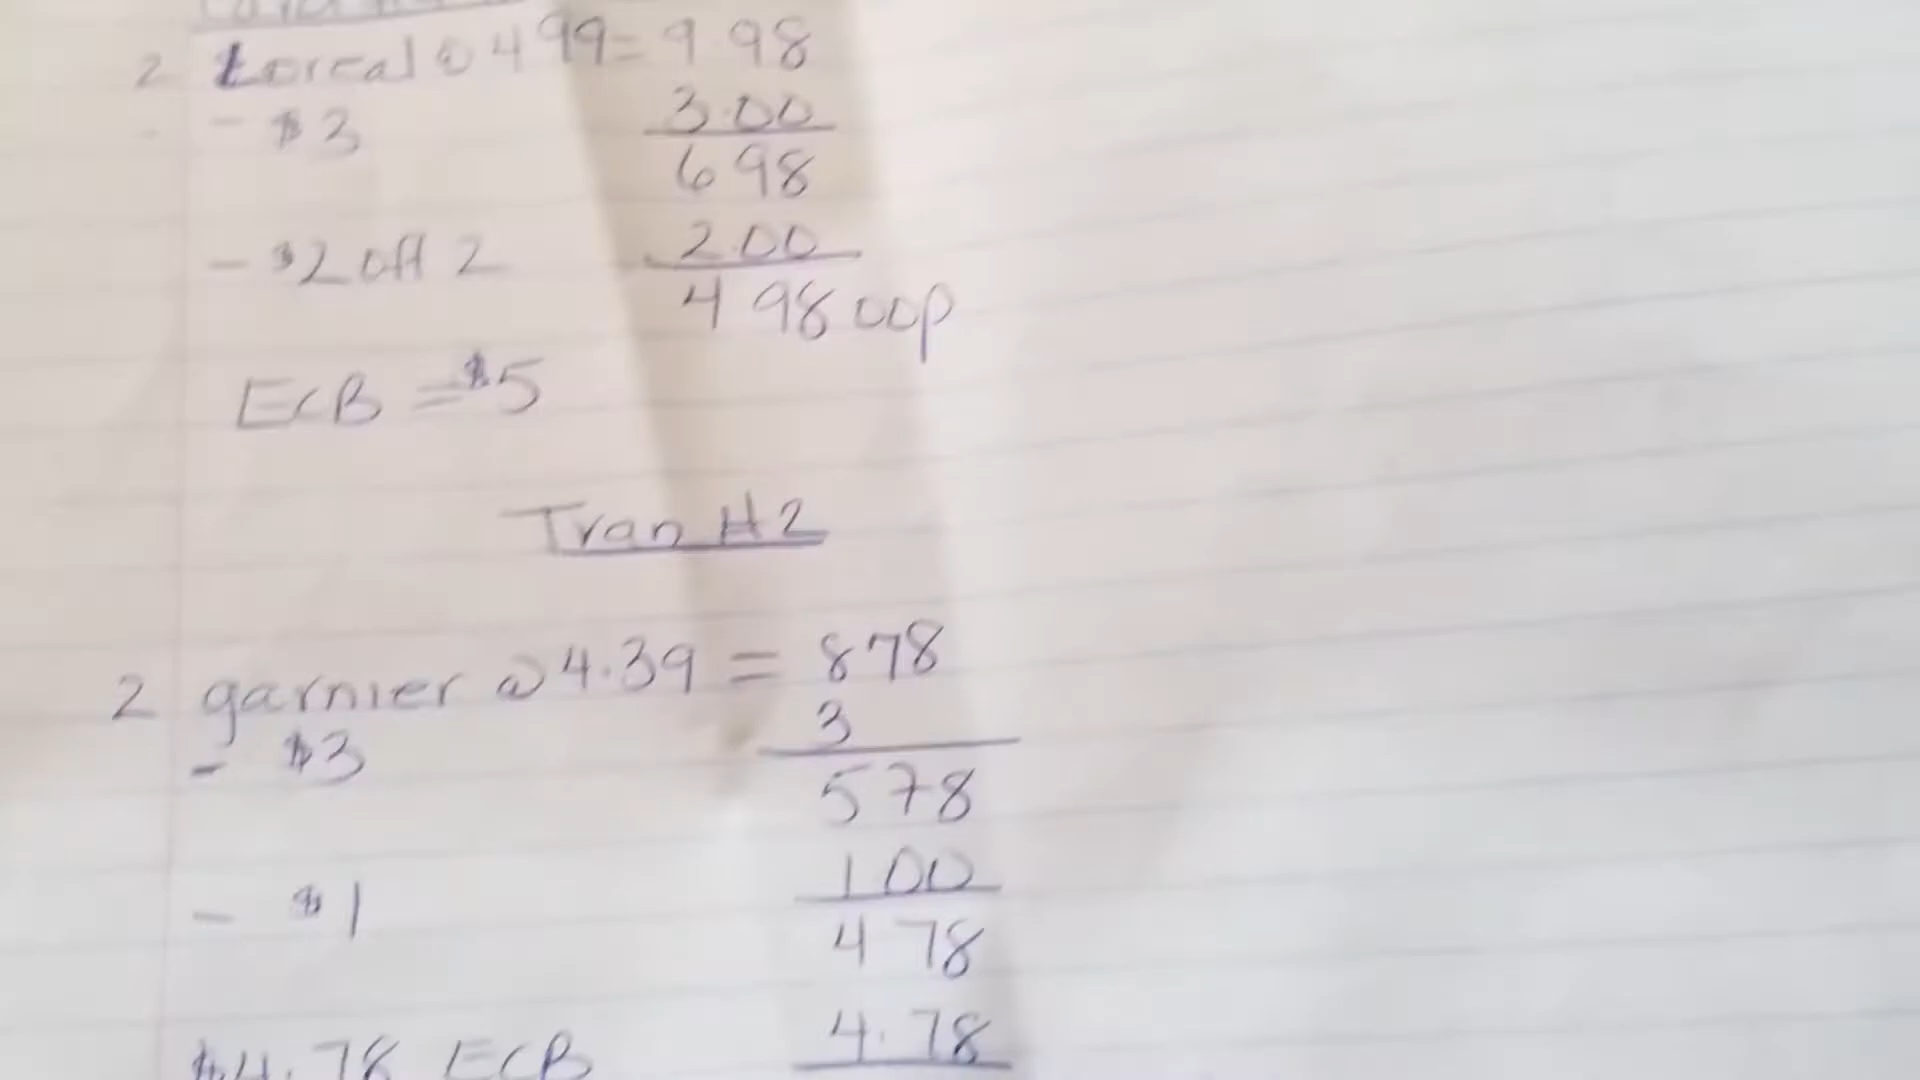 2 Loreal @ 4 99 = 9 98
- $3 3.00
6 98
- $2 off 2 2.00
4 98 oop
ECB = $5
Tran #2
2 garnier @ 4.39 = 8 78
- $3 3
5 78
- $1 1 00
4 78
$4.78 ECB 4.78